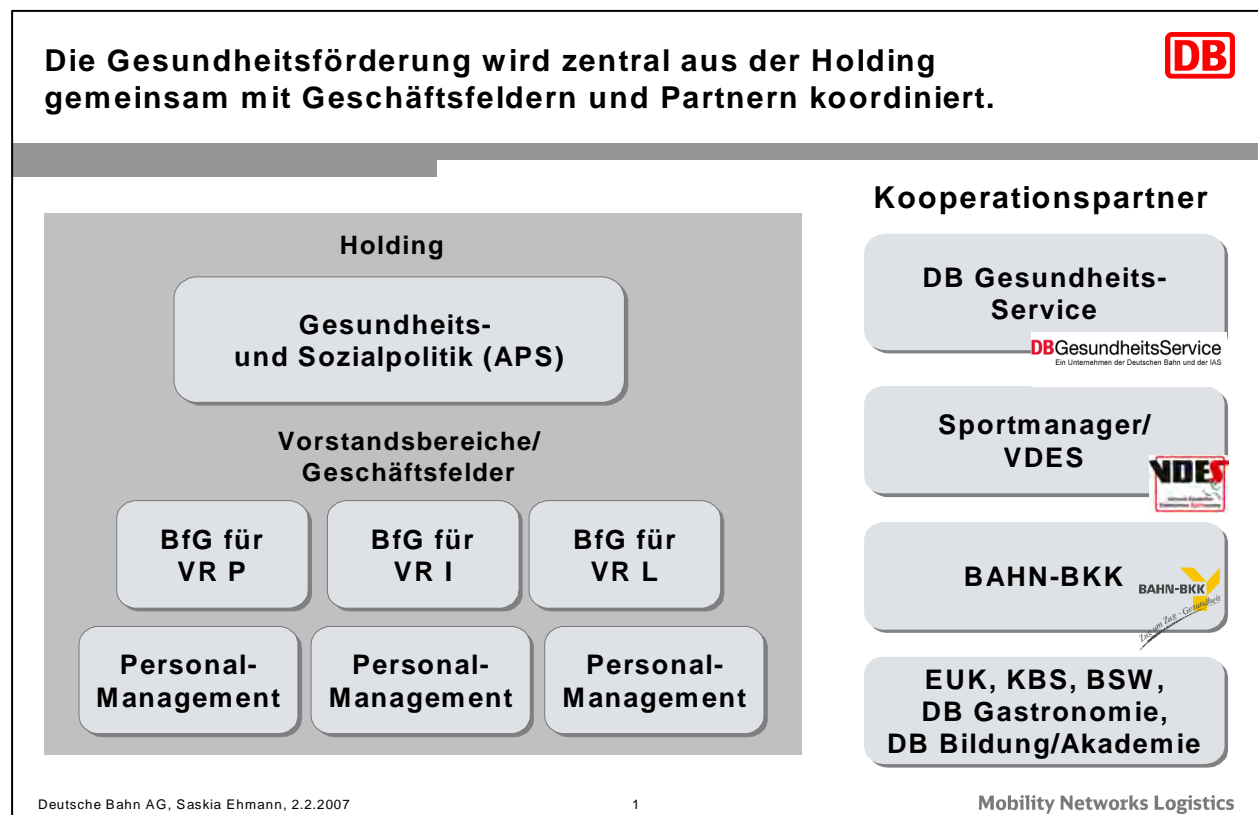 Die Gesundheitsförderung wird zentral aus der Holding
gemeinsam mit Geschäftsfeldern und Partnern koordiniert.
DB
Holding
Gesundheits-
und Sozialpolitik (APS)
Vorstandsbereiche/
Geschäftsfelder
BfG für
VR P
BfG für
VR I
BfG für
VR L
Personal-
Management
Personal-
Management
Personal-
Management
Kooperationspartner
DB Gesundheits-
Service
DBGesundheitsService
Ein Unternehmen der Deutschen Bahn und der IAS
Sportmanager/
VDES
VDES
BAHN-BKK
BAHN-BKK
Zug um Zug - Gesundheit
EUK, KBS, BSW,
DB Gastronomie,
DB Bildung/Akademie
Deutsche Bahn AG, Saskia Ehmann, 2.2.2007
1
Mobility Networks Logistics